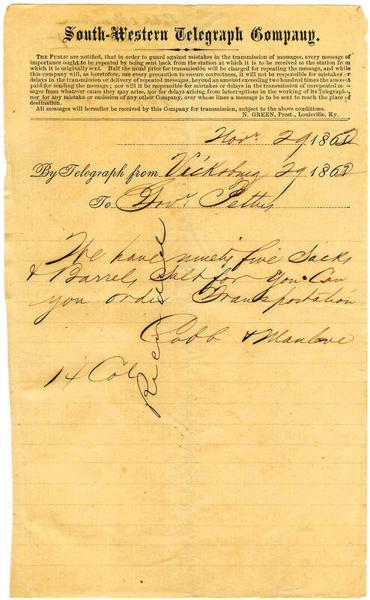 South-Western Telegraph Company.
The Public are notified, that in order to guard against mistakes in the transmission of messages, every message of
importance ought to be repeated by being sent back from the station at which it is to be received to the station from
which it is originally sent. Half the usual price for transmission will be charged for repeating the message, and while
this company will, as heretofore, use every precaution to ensure correctness, it will not be responsible for mistakes or
delays in the transmission or delivery of repeated messages, beyond an amount exceeding two hundred times the amount
paid for sending the message; nor will it be responsible for mistakes or delays in the transmission of unrepeated messages
from whatever cause they may arise, nor for delays arising from interruptions in the working of its Telegraph,
nor for any mistake or omission of any other Company, over whose lines a message is to be sent to reach the place of
destination.
All messages will hereafter be received by this Company for transmission, subject to the above conditions.
N. GREEN, Prest., Louisville, Ky.
Novr 29 186
By Telegraph from Vicksburg 29 186
To Govr Pettus
We have ninety five Sacks
& Barrels Salt for you Can
you order Transportation
Cobb & Manlove
14 Col